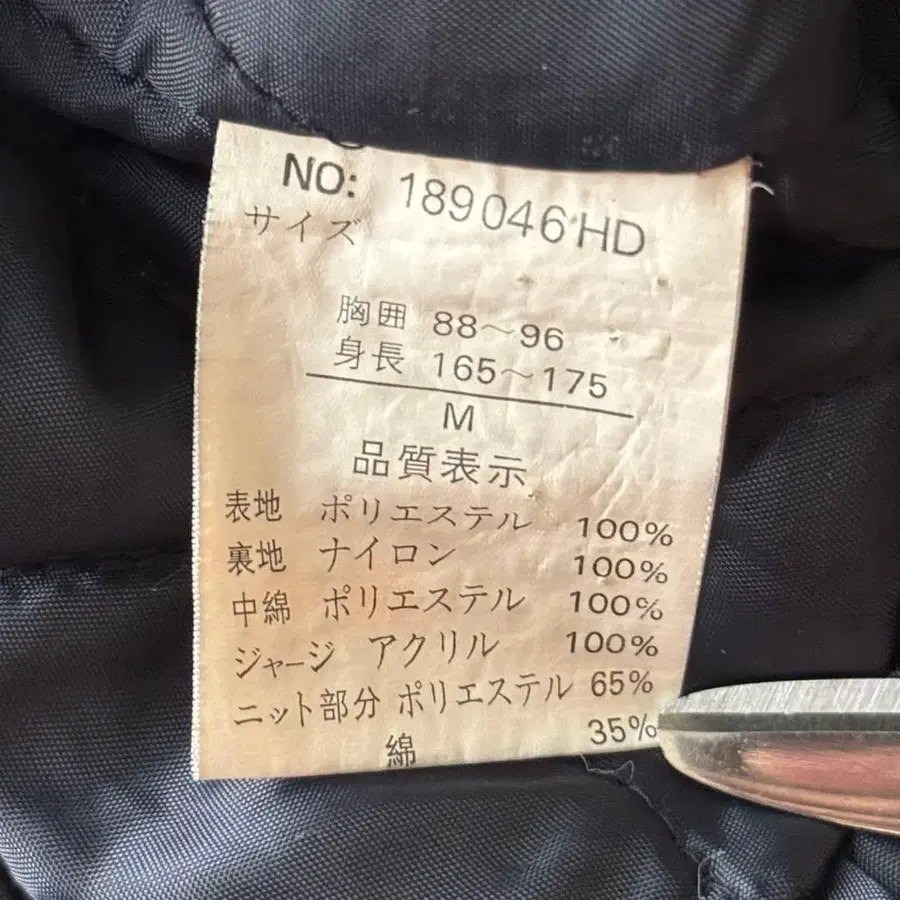 NO: 189046 HD
サイズ
胸囲 88〜96
身長 165〜175
M
品質表示
表地 ポリエステル 100%
裏地 ナイロン 100%
中綿 ポリエステル 100%
ジャージ アクリル 100%
ニット部分 ポリエステル 65%
綿 35%